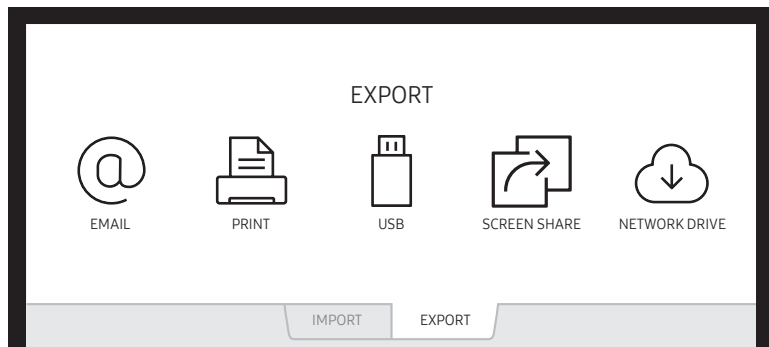 EXPORT
EMAIL PRINT USB SCREEN SHARE NETWORK DRIVE
IMPORT EXPORT